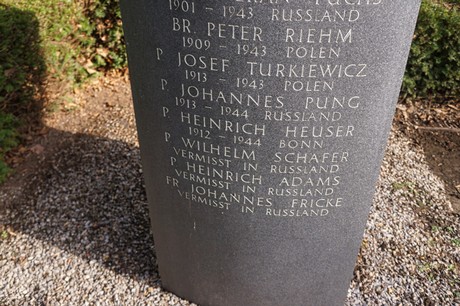 FUCHS
1901 - 1943 RUSSLAND
BR. PETER RIEHM
1909 - 1943 POLEN
P JOSEF TURKIEWICZ
1913 - 1943 POLEN
P JOHANNES PUNG
1913 - 1944 RUSSLAND
P HEINRICH HEUSER
1912 - 1944 BONN
P WILHELM SCHÄFER
VERMISST IN RUSSLAND
P HEINRICH ADAMS
VERMISST IN RUSSLAND
FR JOHANNES FRICKE
VERMISST IN RUSSLAND